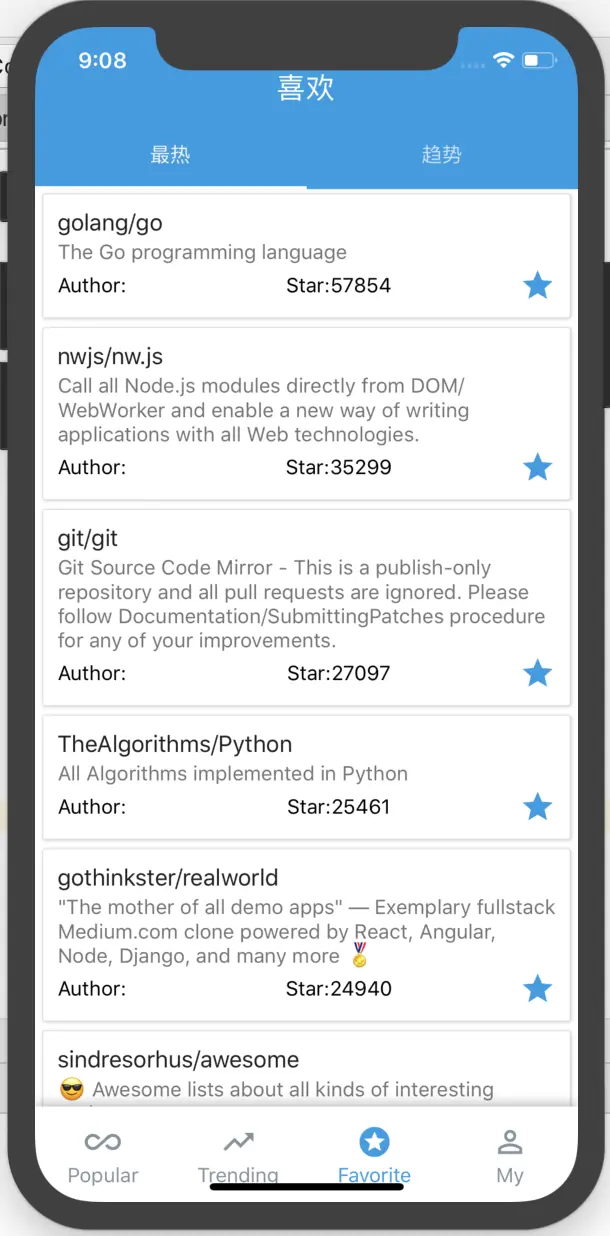 9:08
喜欢
最热
趋势
golang/go
The Go programming language
Author:
Star:57854
nwjs/nw.js
Call all Node.js modules directly from DOM/
WebWorker and enable a new way of writing
applications with all Web technologies.
Author:
Star:35299
git/git
Git Source Code Mirror - This is a publish-only
repository and all pull requests are ignored. Please
follow Documentation/SubmittingPatches procedure
for any of your improvements.
Author:
Star:27097
TheAlgorithms/Python
All Algorithms implemented in Python
Author:
Star:25461
gothinkster/realworld
"The mother of all demo apps" — Exemplary fullstack
Medium.com clone powered by React, Angular,
Node, Django, and many more 🏅
Author:
Star:24940
sindresorhus/awesome
😎 Awesome lists about all kinds of interesting
Popular
Trending
Favorite
My